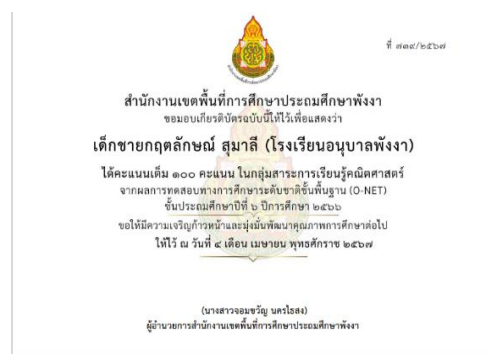 ที่ ๗๓๙/๒๕๖๗
สำนักงานเขตพื้นที่การศึกษาประถมศึกษาพังงา
ขอมอบเกียรติบัตรฉบับนี้ให้ไว้เพื่อแสดงว่า
เด็กชายกฤตลักษณ์ สุมาลี (โรงเรียนอนุบาลพังงา)
ได้คะแนนเต็ม ๑๐๐ คะแนน ในกลุ่มสาระการเรียนรู้คณิตศาสตร์
จากผลการทดสอบทางการศึกษาระดับชาติขั้นพื้นฐาน (O-NET)
ชั้นประถมศึกษาปีที่ ๖ ปีการศึกษา ๒๕๖๖
ขอให้มีความเจริญก้าวหน้าและมุ่งมั่นพัฒนาคุณภาพการศึกษาต่อไป
ให้ไว้ ณ วันที่ ๔ เดือน เมษายน พุทธศักราช ๒๕๖๗
(นางสาวจอมขวัญ นครไธสง)
ผู้อำนวยการสำนักงานเขตพื้นที่การศึกษาประถมศึกษาพังงา